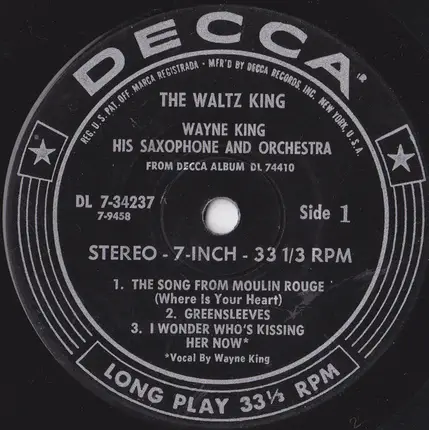 DECCA®
REG. U.S. PAT. OFF. MARCA REGISTRADA - MF'R BY DECCA RECORDS, INC., NEW YORK, U.S.A.
THE WALTZ KING
WAYNE KING
HIS SAXOPHONE AND ORCHESTRA
FROM DECCA ALBUM DL 74410
DL 7-34237
7-9458
Side 1
STEREO - 7-INCH - 33 1/3 RPM
1. THE SONG FROM MOULIN ROUGE
(Where Is Your Heart)
2. GREENSLEEVES
3. I WONDER WHO'S KISSING
HER NOW*
*Vocal By Wayne King
LONG PLAY 33⅓ RPM